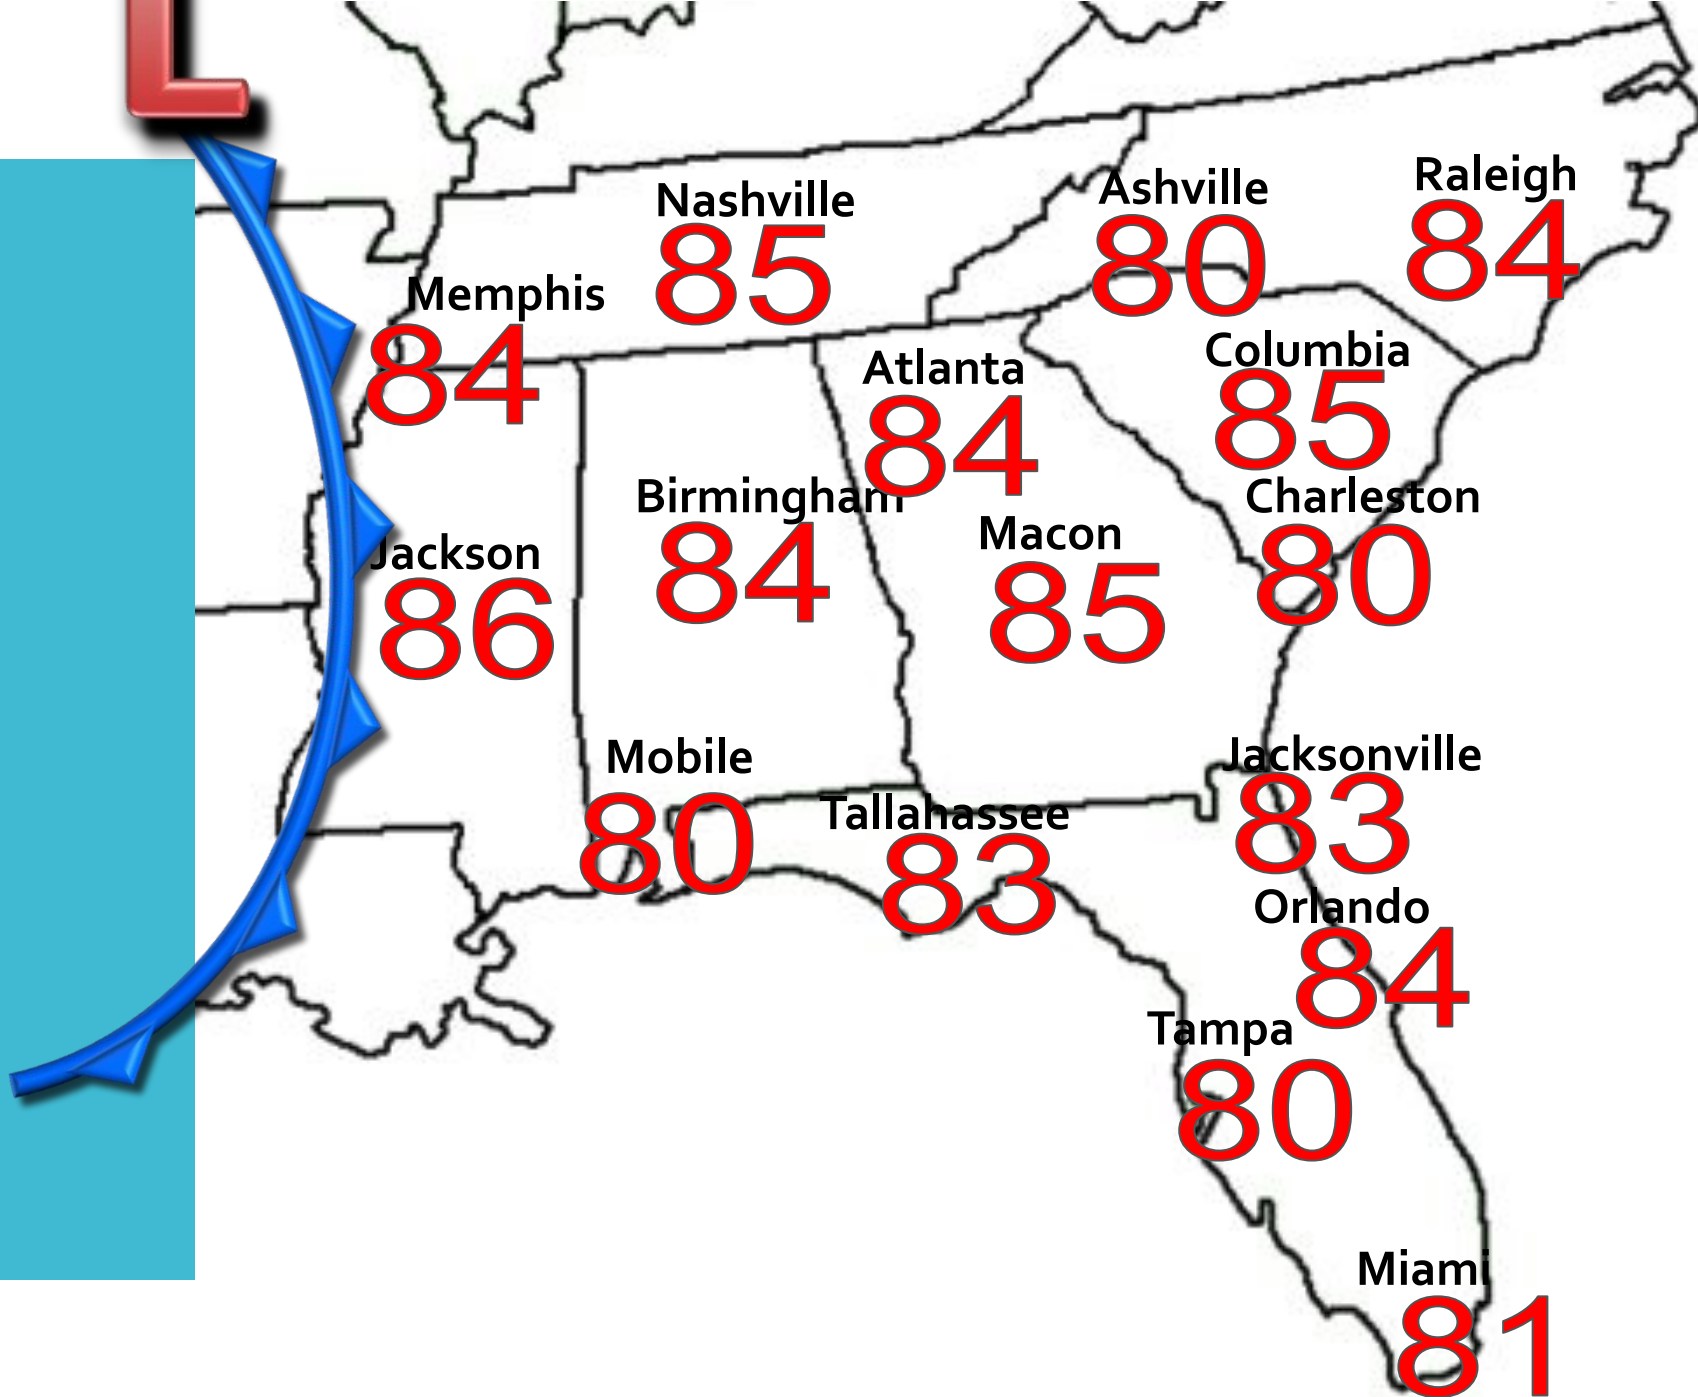 L
Nashville
85
Ashville
80
Raleigh
84
Memphis
84
Atlanta
84
Columbia
85
Birmingham
84
Charleston
80
Jackson
86
Macon
85
Mobile
80
Tallahassee
83
Jacksonville
83
Orlando
84
Tampa
80
Miami
81